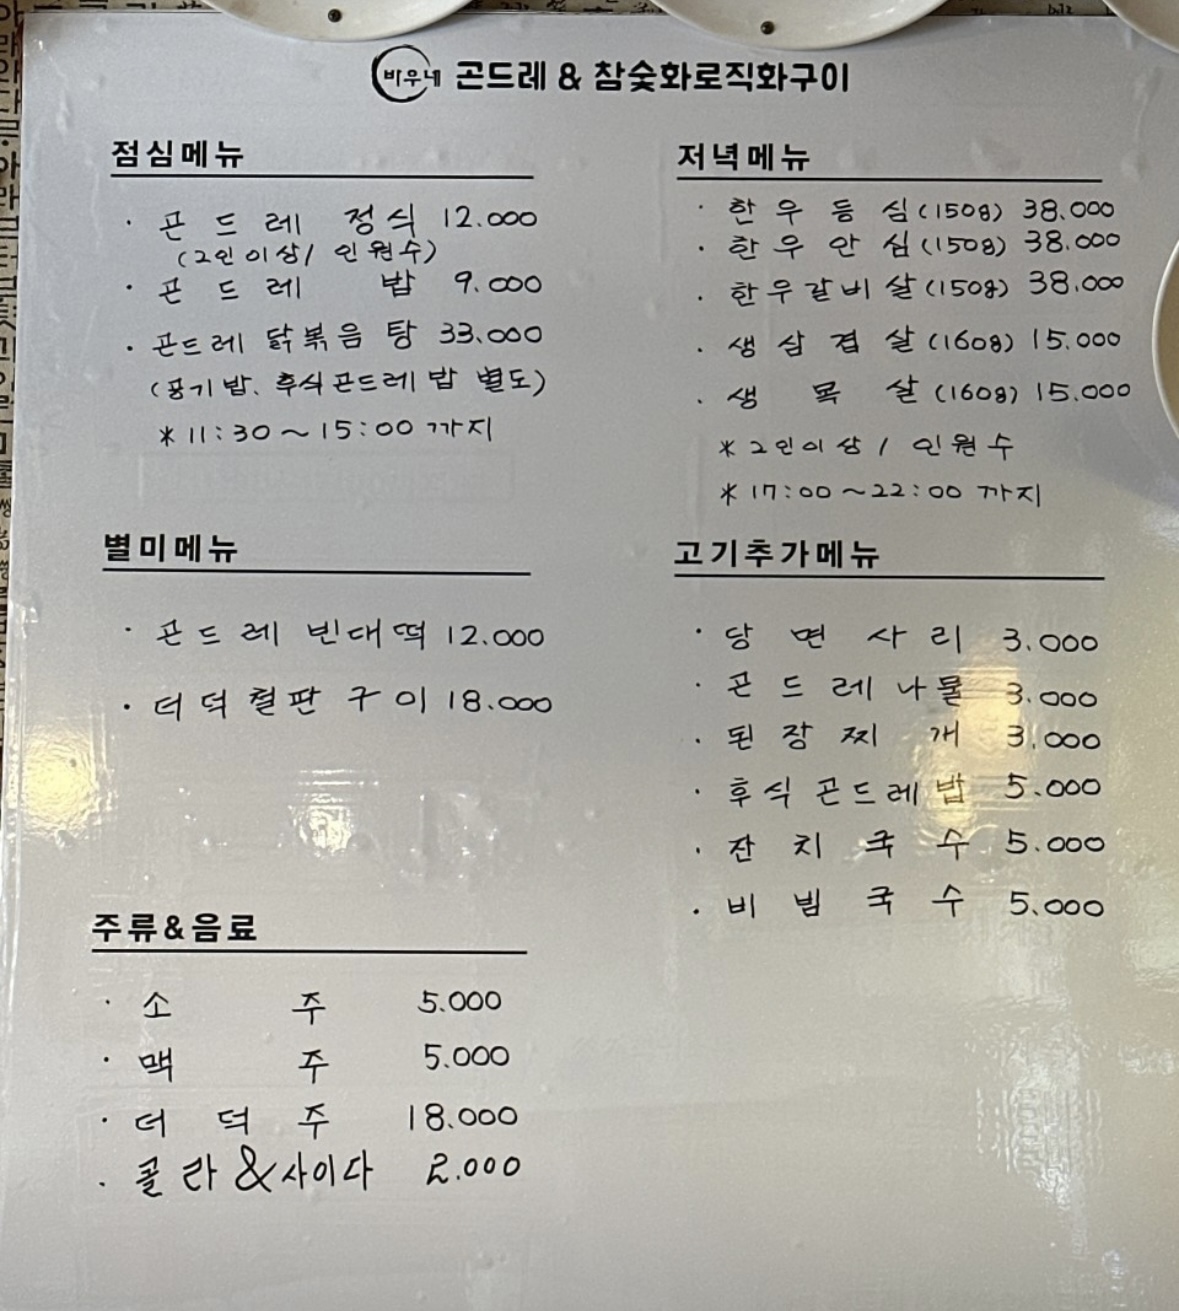 바우네 곤드레 & 참숯화로직화구이
점심메뉴
· 곤드레 정식 12.000
(2인이상/ 인원수)
· 곤드레 밥 9.000
· 곤드레 닭볶음탕 33.000
(공기밥, 후식곤드레밥 별도)
* 11:30~15:00 까지
저녁메뉴
· 한우등심(150g) 38.000
· 한우안심(150g) 38.000
· 한우갈비살(150g) 38.000
· 생삼겹살(160g) 15.000
· 생목살(160g) 15.000
* 2인이상 / 인원수
* 17:00~22:00 까지
별미메뉴
· 곤드레 빈대떡 12.000
· 더덕철판구이 18.000
고기추가메뉴
· 당면사리 3.000
· 곤드레나물 3.000
· 된장찌개 3.000
· 후식곤드레밥 5.000
· 잔치국수 5.000
· 비빔국수 5.000
주류&음료
· 소주 5.000
· 맥주 5.000
· 더덕주 18.000
· 콜라&사이다 2.000